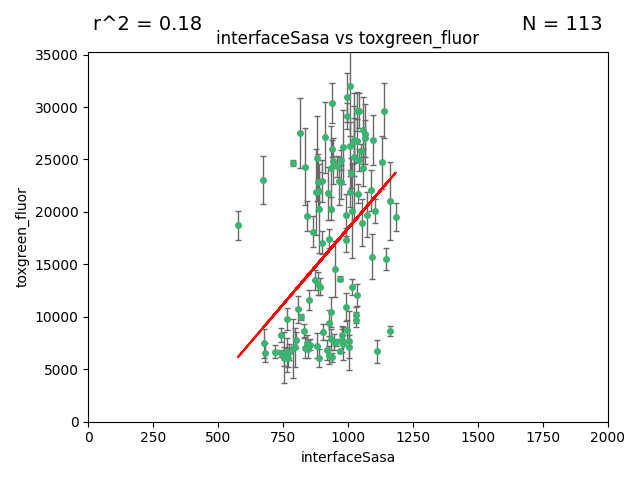 r^2 = 0.18
N = 113
interfaceSasa vs toxgreen_fluor
35000
30000
25000
20000
15000
10000
5000
0
toxgreen_fluor
0 250 500 750 1000 1250 1500 1750 2000
interfaceSasa